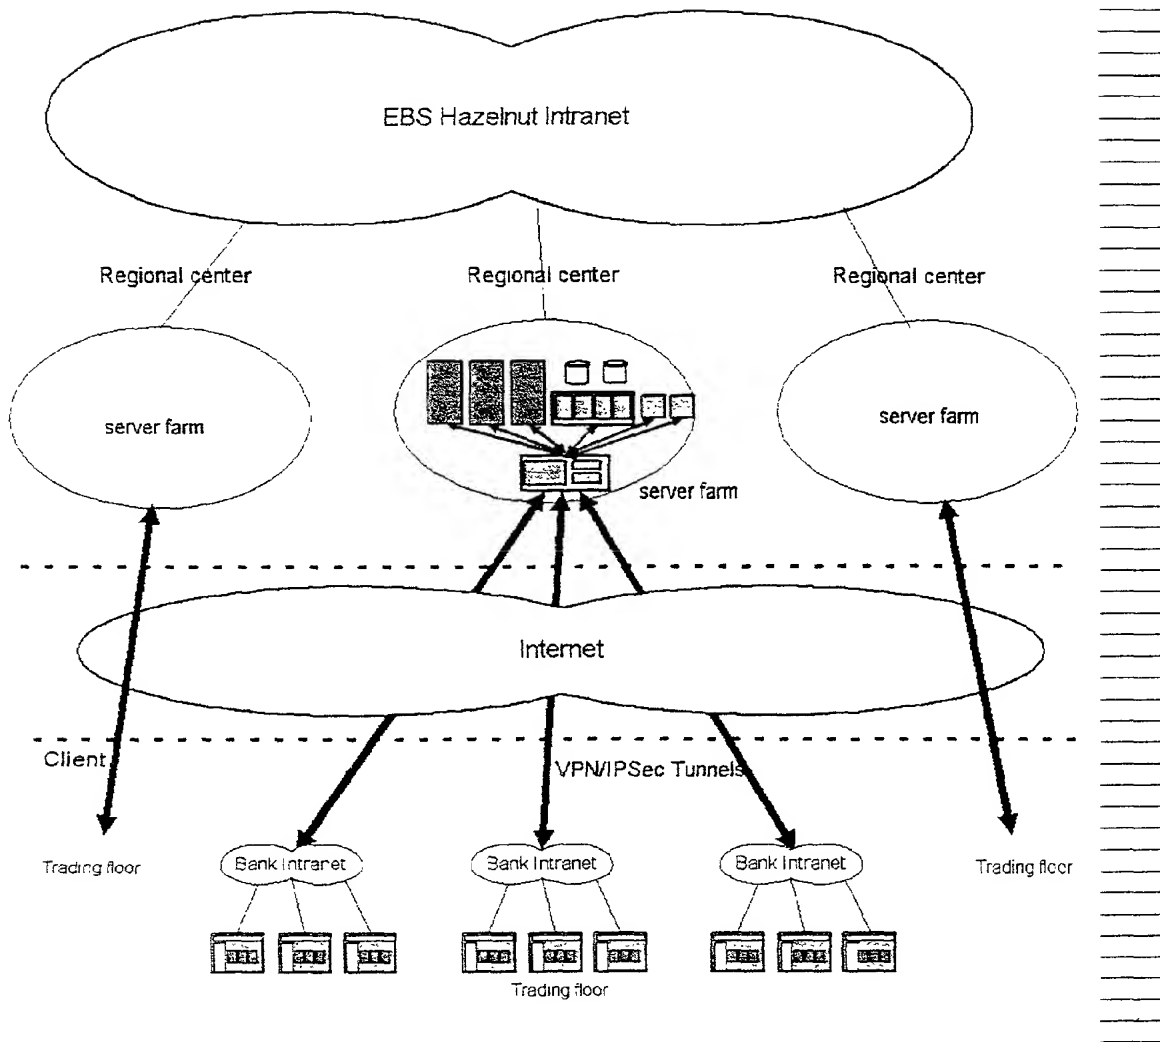 EBS Hazelnut Intranet
Regional center
Regional center
Regional center
server farm
server farm
server farm
Internet
Client
VPN/IPSec Tunnels
Trading floor
Bank Intranet
Bank Intranet
Bank Intranet
Trading floor
Trading floor